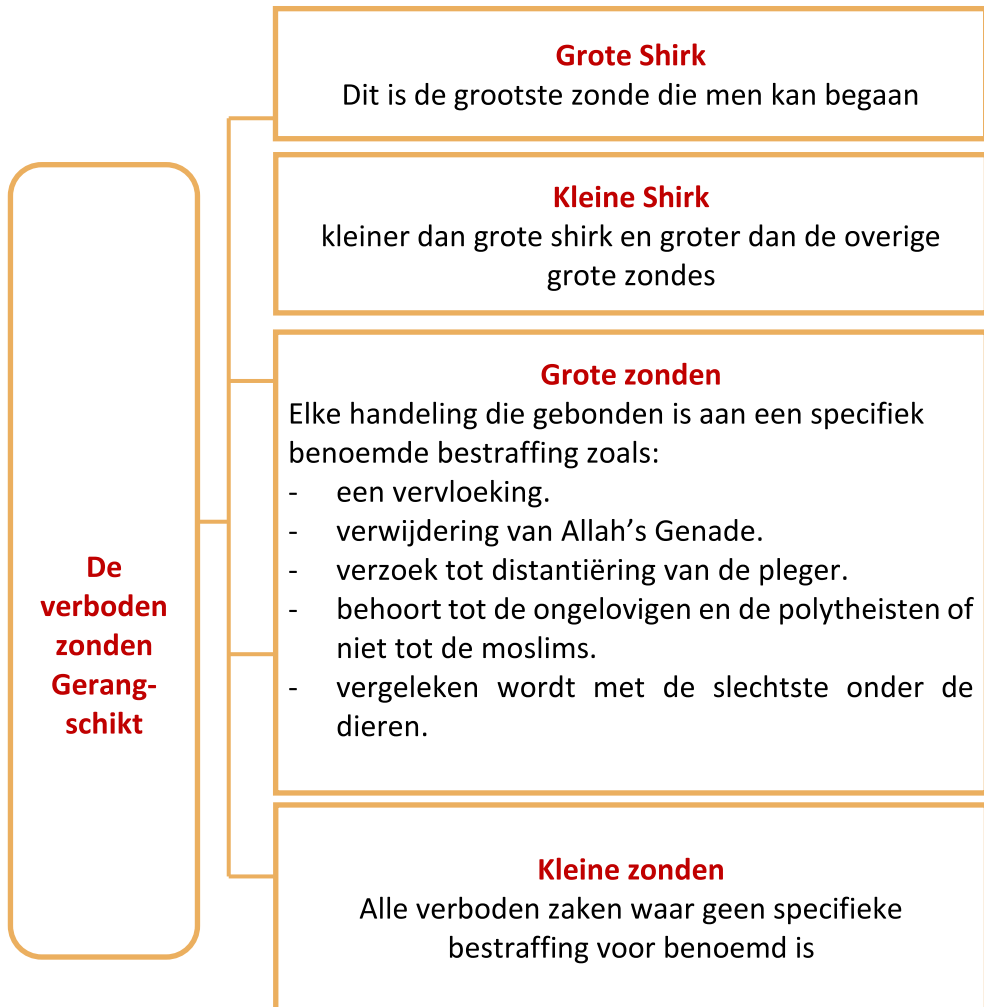 Grote Shirk
Dit is de grootste zonde die men kan begaan
Kleine Shirk
kleiner dan grote shirk en groter dan de overige
grote zondes
Grote zonden
Elke handeling die gebonden is aan een specifiek
benoemde bestraffing zoals:
- een vervloeking.
- verwijdering van Allah’s Genade.
- verzoek tot distantiëring van de pleger.
- behoort tot de ongelovigen en de polytheisten of
niet tot de moslims.
- vergeleken wordt met de slechtste onder de
dieren.
Kleine zonden
Alle verboden zaken waar geen specifieke
bestraffing voor benoemd is
De
verboden
zonden
Gerang-
schikt